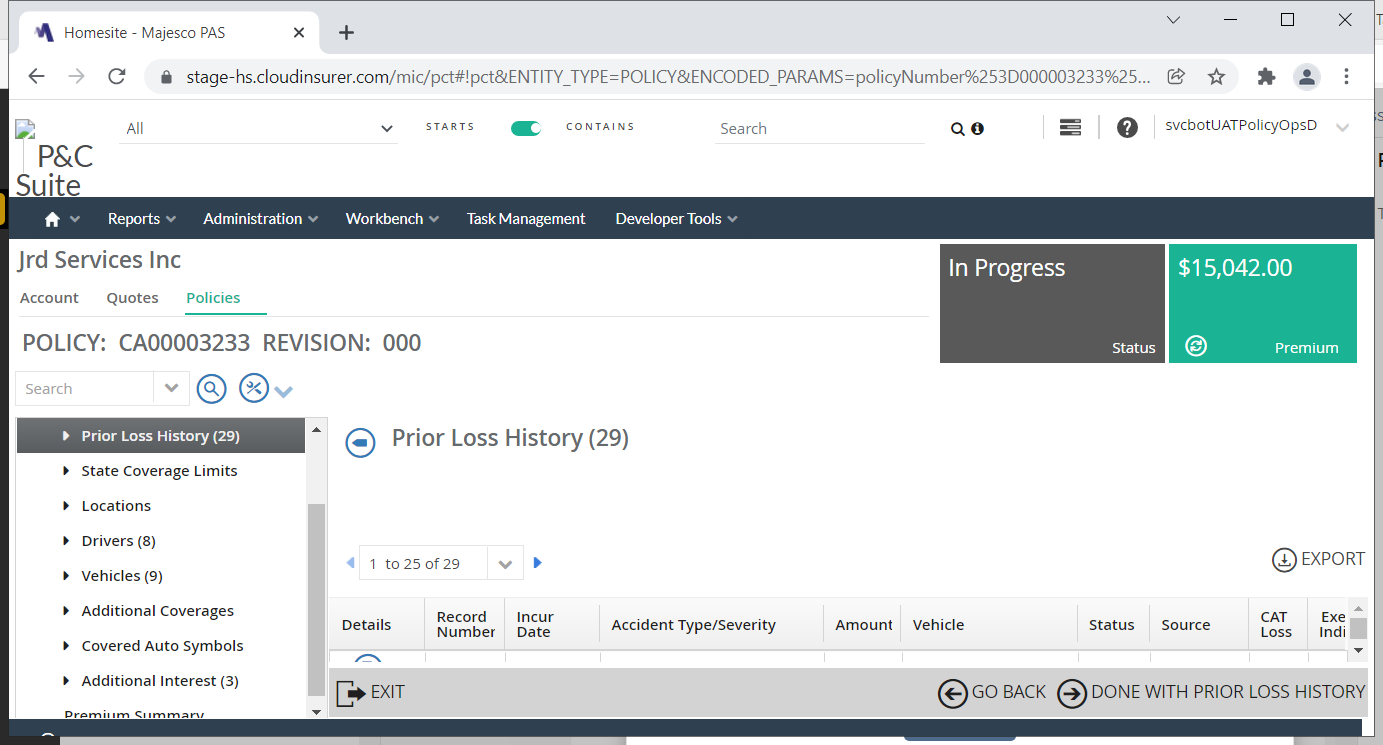 Homesite - Majesco PAS
stage-hs.cloudinsurer.com/mic/pct#!pct&ENTITY_TYPE=POLICY&ENCODED_PARAMS=policyNumber%253D000003233%25...
P&C
Suite
All
STARTS
CONTAINS
Search
svcbotUATPolicyOpsD
Reports
Administration
Workbench
Task Management
Developer Tools
Jrd Services Inc
In Progress
Status
$15,042.00
Premium
Account
Quotes
Policies
POLICY: CA00003233 REVISION: 000
Search
Prior Loss History (29)
State Coverage Limits
Locations
Drivers (8)
Vehicles (9)
Additional Coverages
Covered Auto Symbols
Additional Interest (3)
Premium Summary
Prior Loss History (29)
1 to 25 of 29
EXPORT
Details
Record
Number
Incur
Date
Accident Type/Severity
Amount
Vehicle
Status
Source
CAT
Loss
Exe
Indi
EXIT
GO BACK
DONE WITH PRIOR LOSS HISTORY